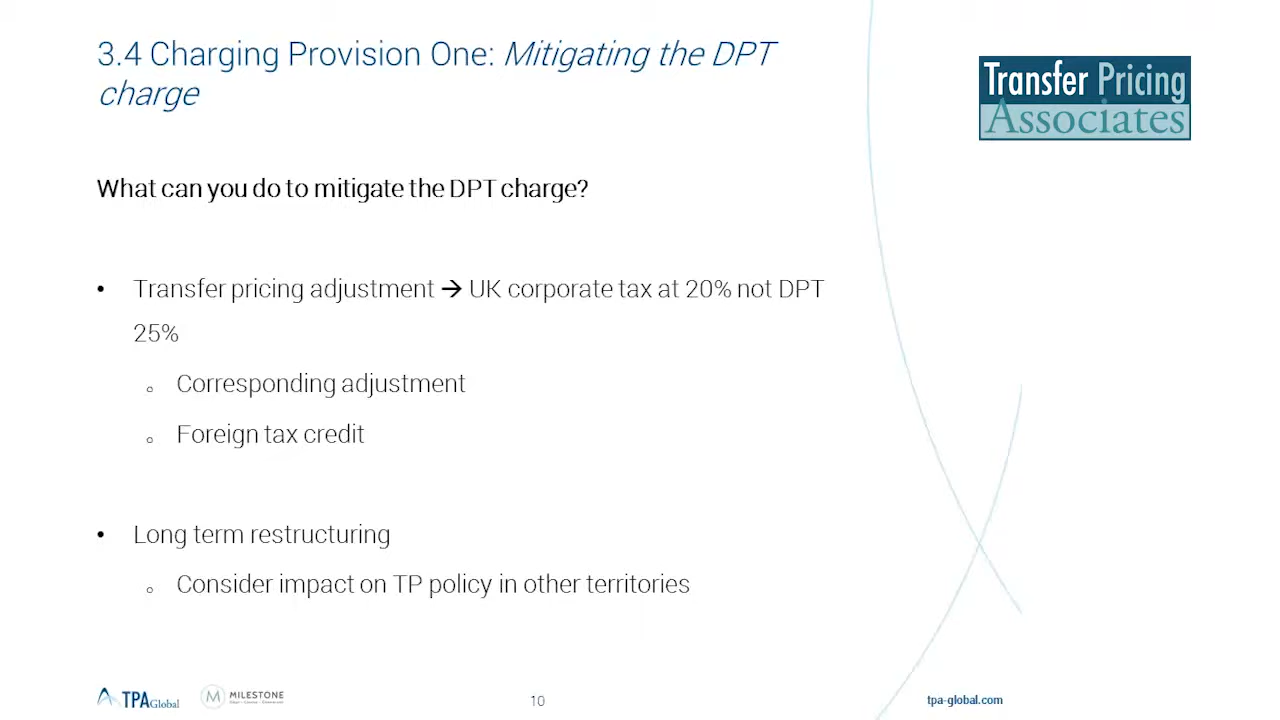 3.4 Charging Provision One: Mitigating the DPT
charge
Transfer Pricing
Associates
What can you do to mitigate the DPT charge?
• Transfer pricing adjustment → UK corporate tax at 20% not DPT
25%
o Corresponding adjustment
o Foreign tax credit
• Long term restructuring
o Consider impact on TP policy in other territories
TPA Global
M MILESTONE
10
tpa-global.com